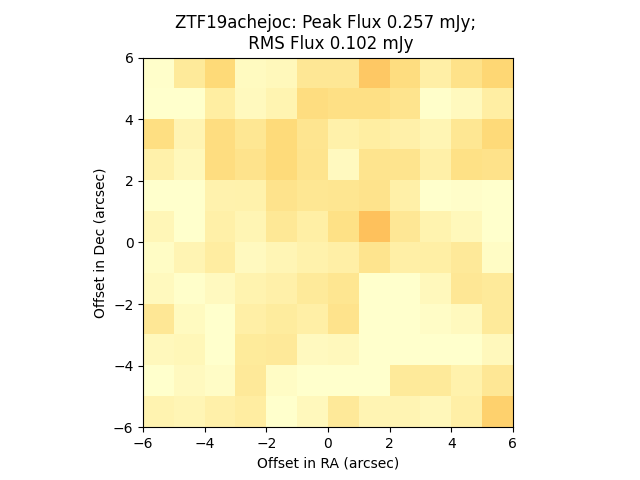 ZTF19achejoc: Peak Flux 0.257 mJy;
RMS Flux 0.102 mJy
6
4
2
0
−2
−4
−6
Offset in Dec (arcsec)
−6 −4 −2 0 2 4 6
Offset in RA (arcsec)